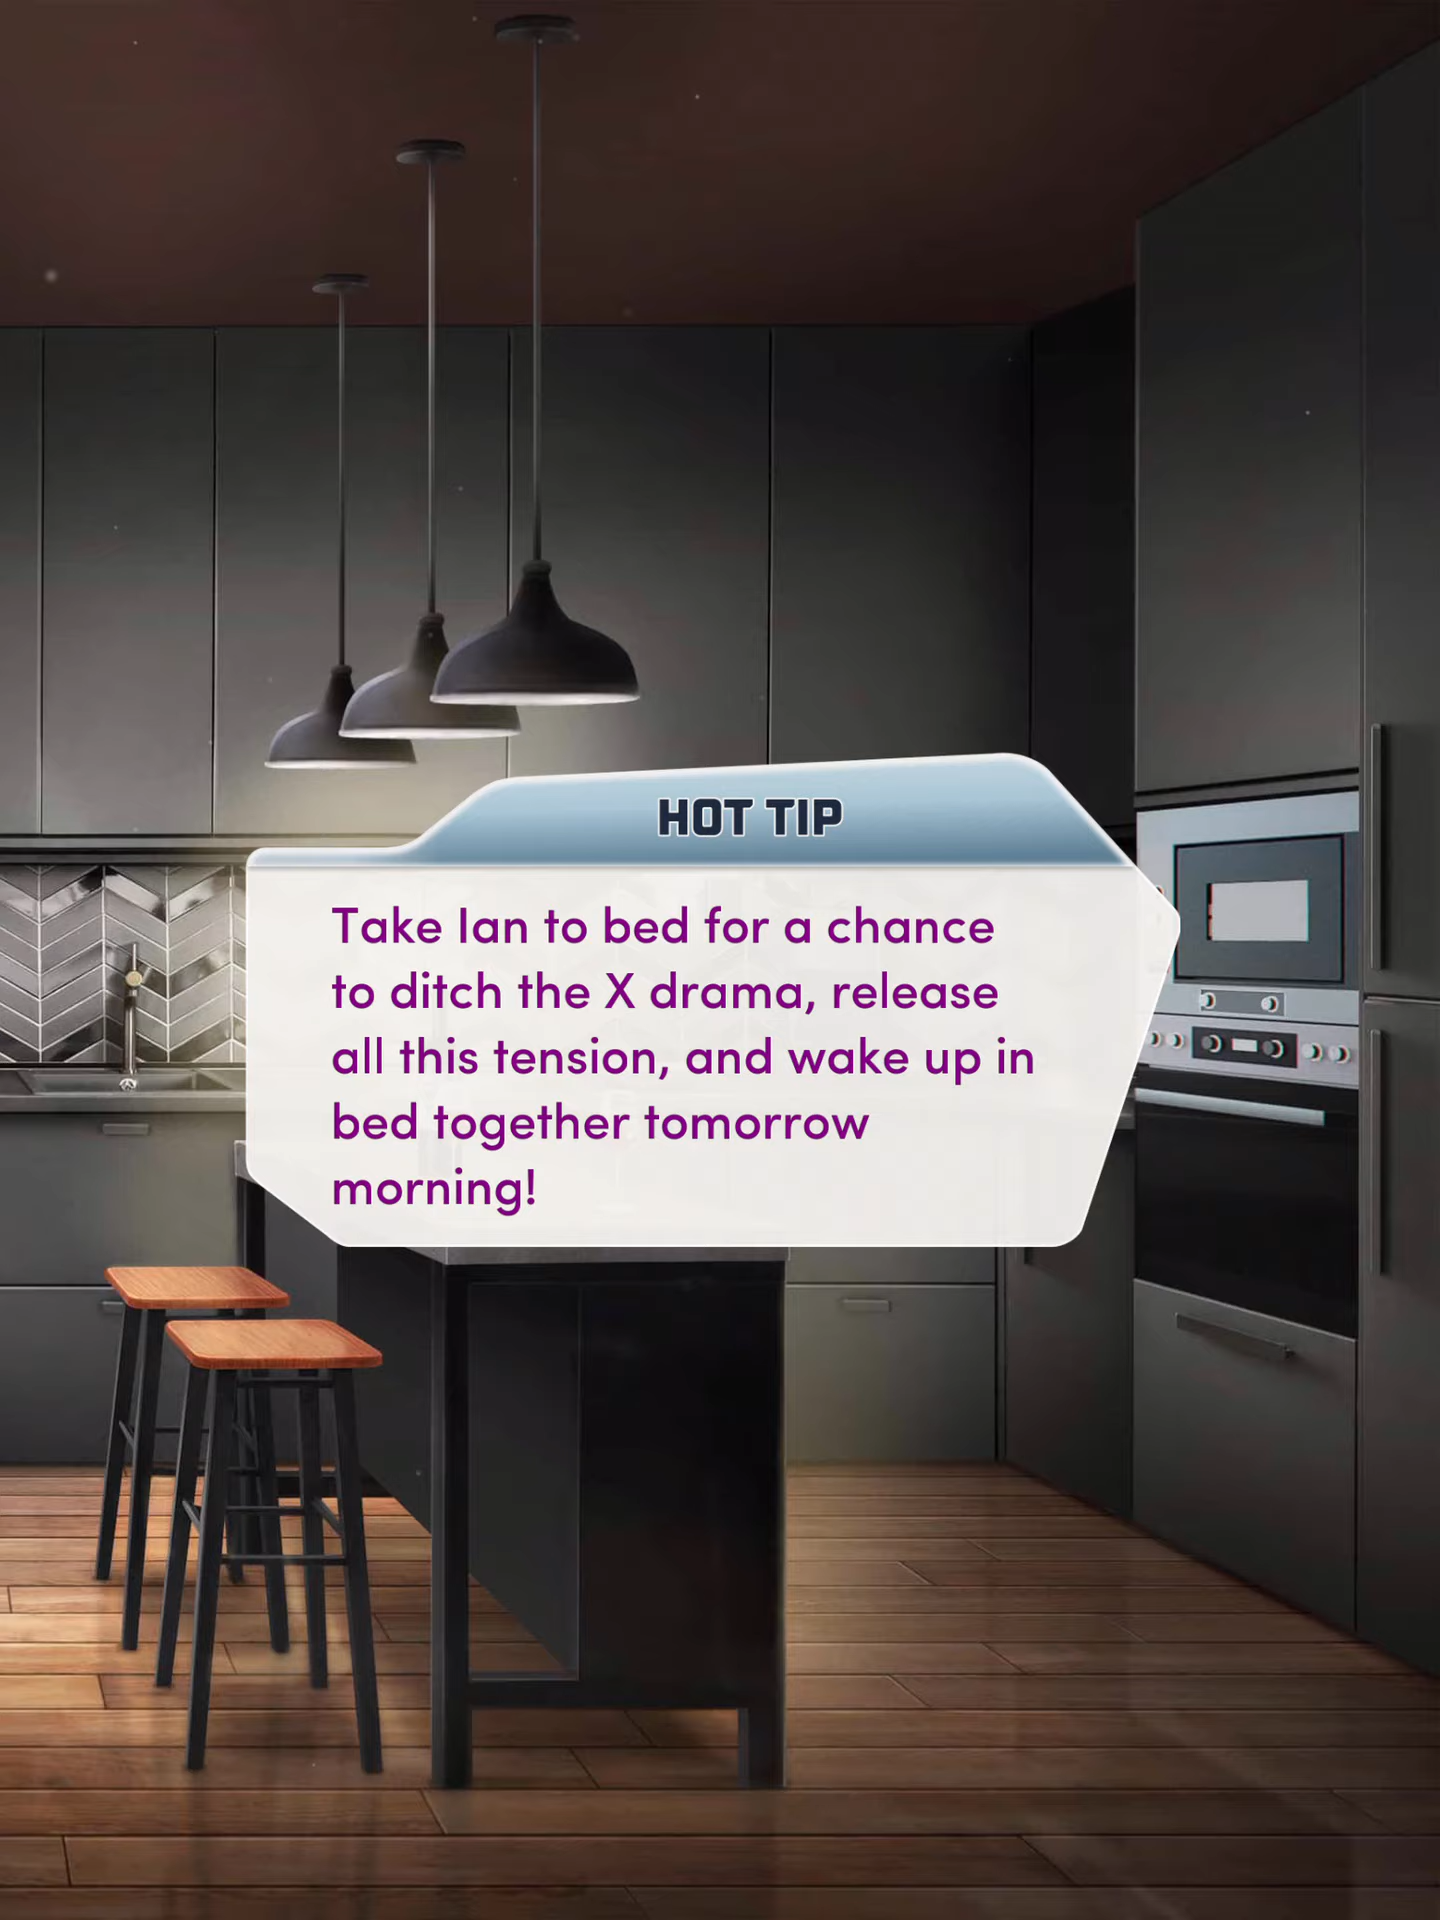 HOT TIP
Take Ian to bed for a chance
to ditch the X drama, release
all this tension, and wake up in
bed together tomorrow
morning!